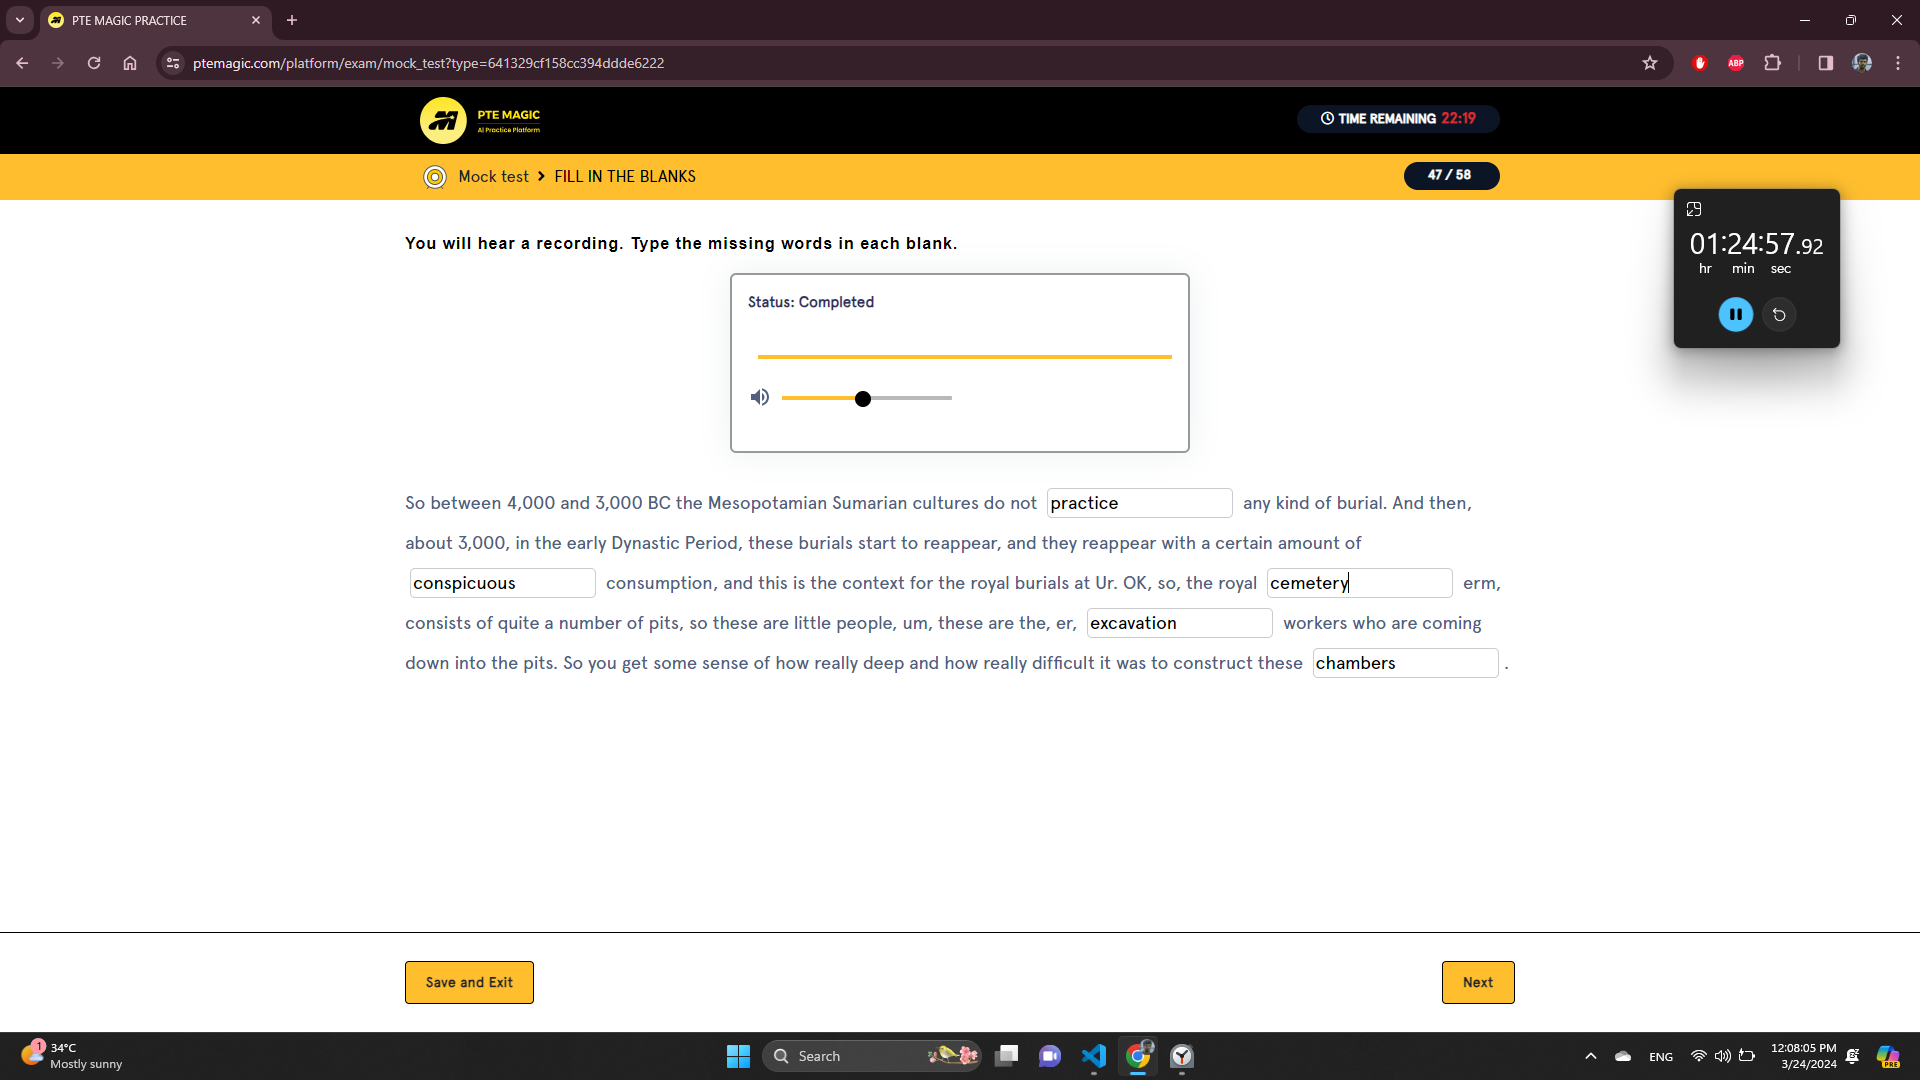 PTE MAGIC PRACTICE
ptemagic.com/platform/exam/mock_test?type=641329cf158cc394ddde6222
ABP
PTE MAGIC
AI Practice Platform
TIME REMAINING 22:19
Mock test > FILL IN THE BLANKS
47 / 58
You will hear a recording. Type the missing words in each blank.
01:24:57.92
hr min sec
Status: Completed
So between 4,000 and 3,000 BC the Mesopotamian Sumarian cultures do not practice any kind of burial. And then,
about 3,000, in the early Dynastic Period, these burials start to reappear, and they reappear with a certain amount of
conspicuous consumption, and this is the context for the royal burials at Ur. OK, so, the royal cemetery erm,
consists of quite a number of pits, so these are little people, um, these are the, er, excavation workers who are coming
down into the pits. So you get some sense of how really deep and how really difficult it was to construct these chambers .
Save and Exit
Next
1
34°C
Mostly sunny
Search
ENG
12:08:05 PM
3/24/2024
PRE